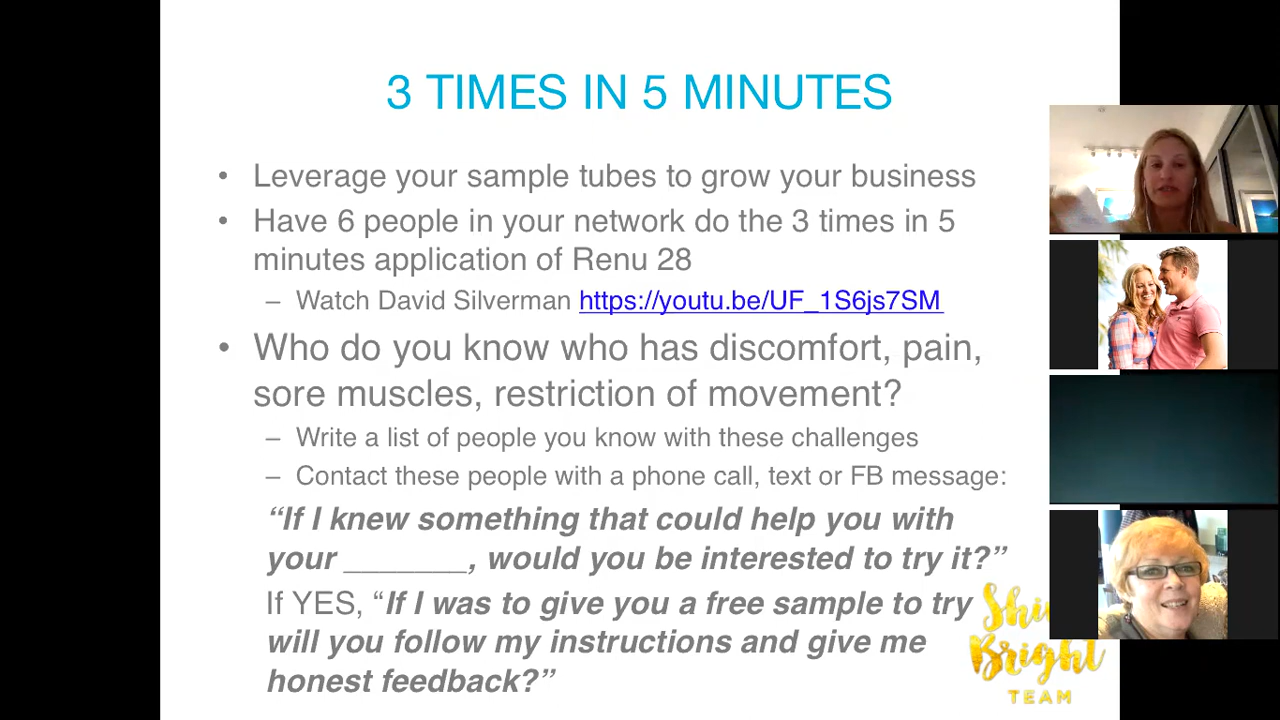 3 TIMES IN 5 MINUTES
• Leverage your sample tubes to grow your business
• Have 6 people in your network do the 3 times in 5
minutes application of Renu 28
– Watch David Silverman https://youtu.be/UF_1S6js7SM
• Who do you know who has discomfort, pain,
sore muscles, restriction of movement?
– Write a list of people you know with these challenges
– Contact these people with a phone call, text or FB message:
“If I knew something that could help you with
your _______, would you be interested to try it?”
If YES, “If I was to give you a free sample to try
will you follow my instructions and give me
honest feedback?”
Bright
TEAM